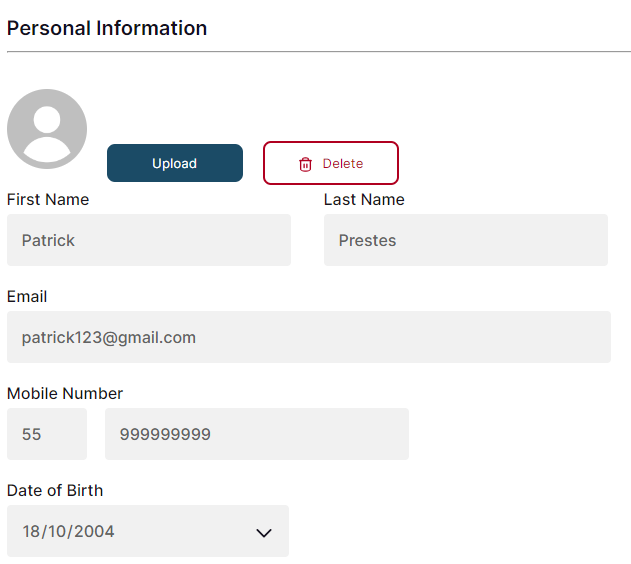 Personal Information
Upload Delete
First Name Last Name
Patrick Prestes
Email
patrick123@gmail.com
Mobile Number
55 999999999
Date of Birth
18/10/2004